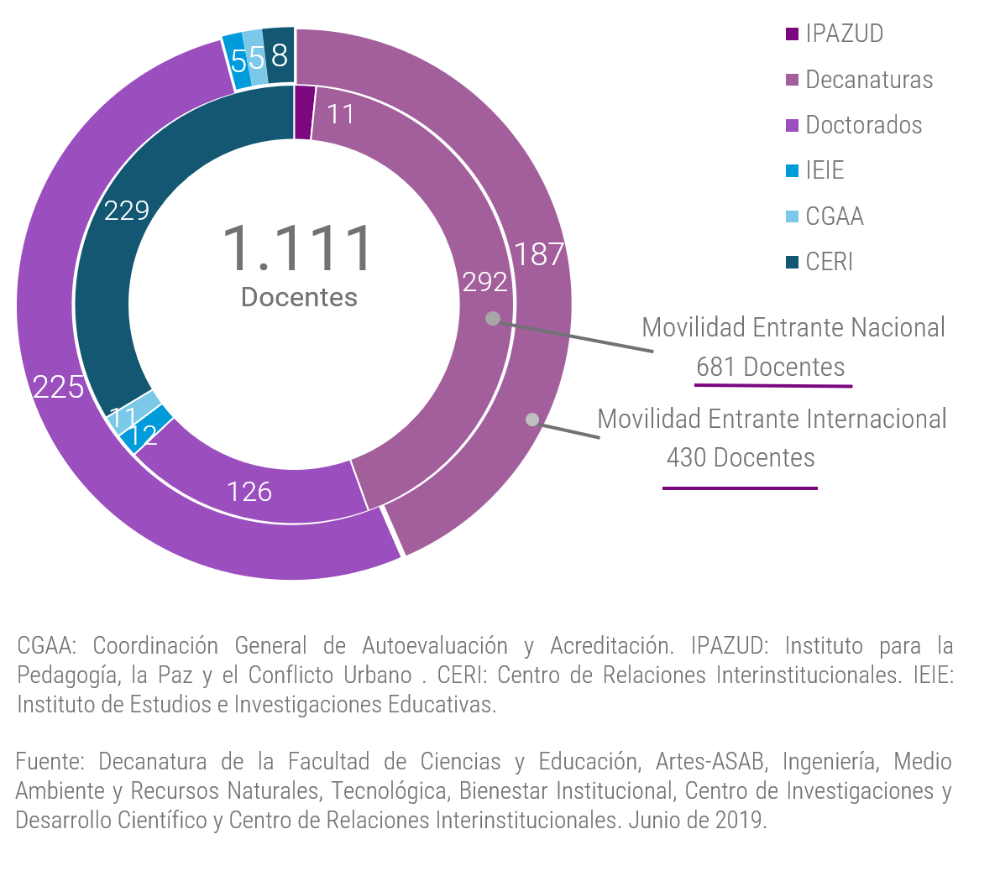 5
5
8
11
229
187
292
1.111
Docentes
225
11
12
126
IPAZUD
Decanaturas
Doctorados
IEIE
CGAA
CERI
Movilidad Entrante Nacional
681 Docentes
Movilidad Entrante Internacional
430 Docentes
CGAA: Coordinación General de Autoevaluación y Acreditación. IPAZUD: Instituto para la
Pedagogía, la Paz y el Conflicto Urbano . CERI: Centro de Relaciones Interinstitucionales. IEIE:
Instituto de Estudios e Investigaciones Educativas.
Fuente: Decanatura de la Facultad de Ciencias y Educación, Artes-ASAB, Ingeniería, Medio
Ambiente y Recursos Naturales, Tecnológica, Bienestar Institucional, Centro de Investigaciones y
Desarrollo Científico y Centro de Relaciones Interinstitucionales. Junio de 2019.